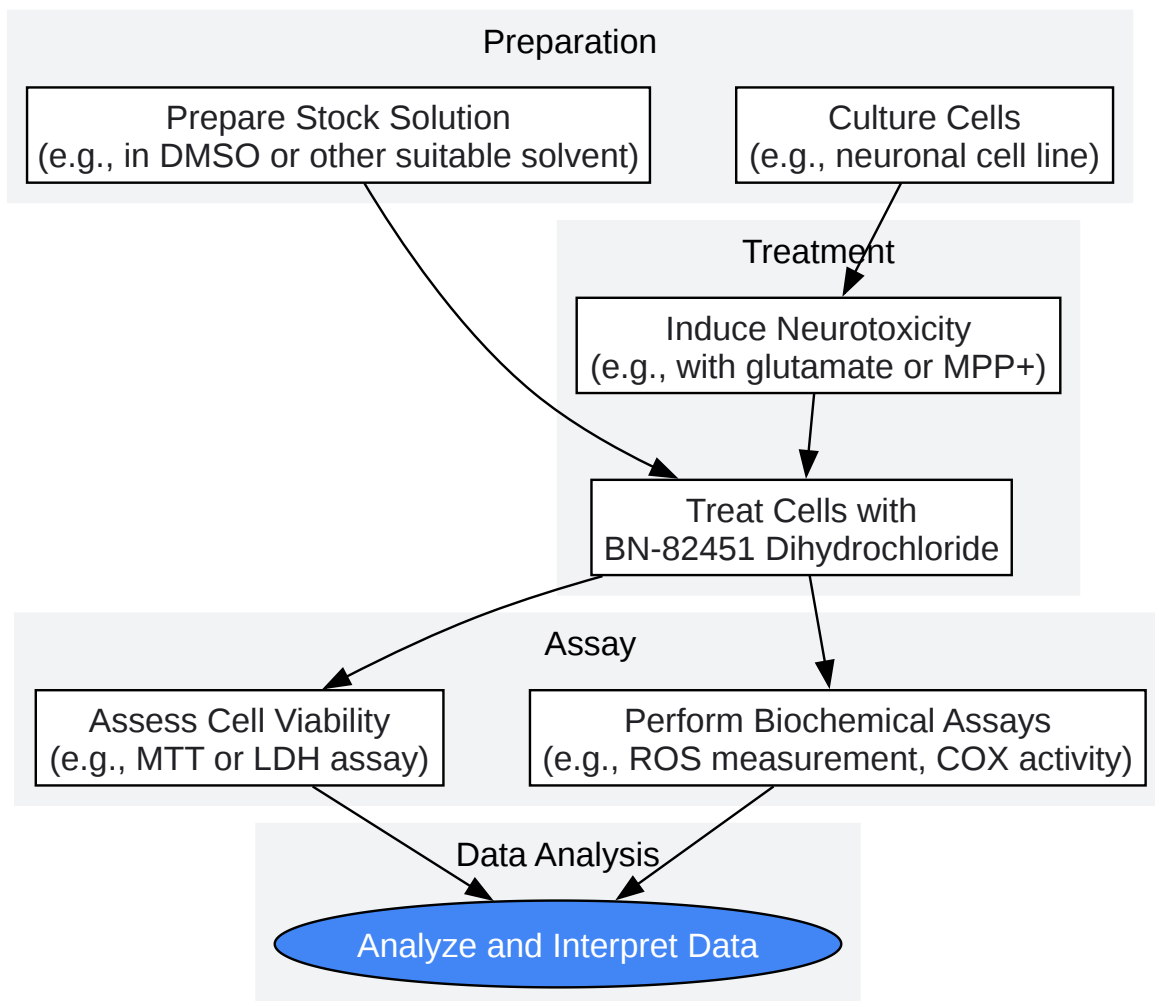 Preparation
Prepare Stock Solution
(e.g., in DMSO or other suitable solvent)
Culture Cells
(e.g., neuronal cell line)
Treatment
Induce Neurotoxicity
(e.g., with glutamate or MPP+)
Treat Cells with
BN-82451 Dihydrochloride
Assay
Assess Cell Viability
(e.g., MTT or LDH assay)
Perform Biochemical Assays
(e.g., ROS measurement, COX activity)
Data Analysis
Analyze and Interpret Data